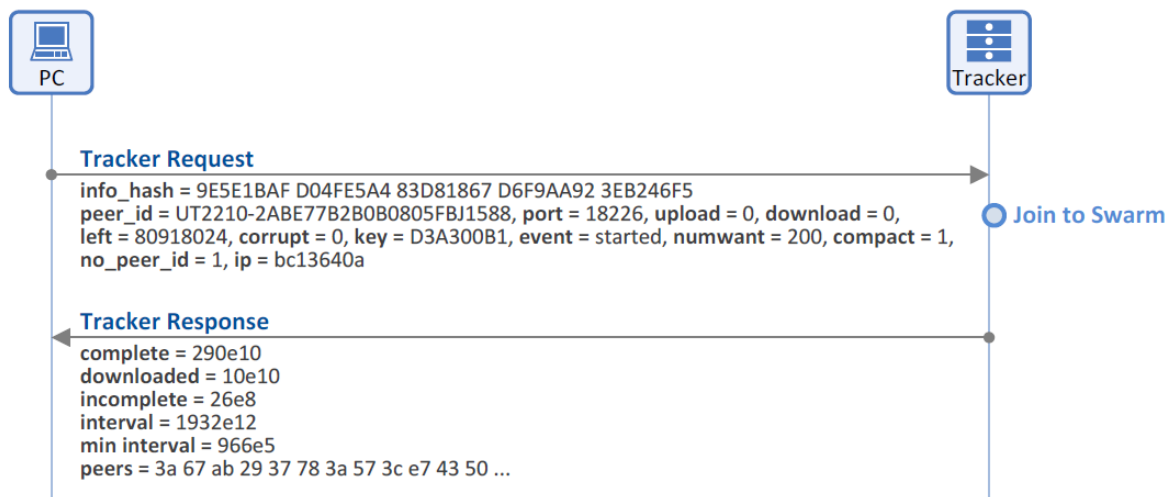 PC
Tracker
Tracker Request
info_hash = 9E5E1BAF D04FE5A4 83D81867 D6F9AA92 3EB246F5
peer_id = UT2210-2ABE77B2B0B0805FBJ1588, port = 18226, upload = 0, download = 0,
left = 80918024, corrupt = 0, key = D3A300B1, event = started, numwant = 200, compact = 1,
no_peer_id = 1, ip = bc13640a
Join to Swarm
Tracker Response
complete = 290e10
downloaded = 10e10
incomplete = 26e8
interval = 1932e12
min interval = 966e5
peers = 3a 67 ab 29 37 78 3a 57 3c e7 43 50 ...